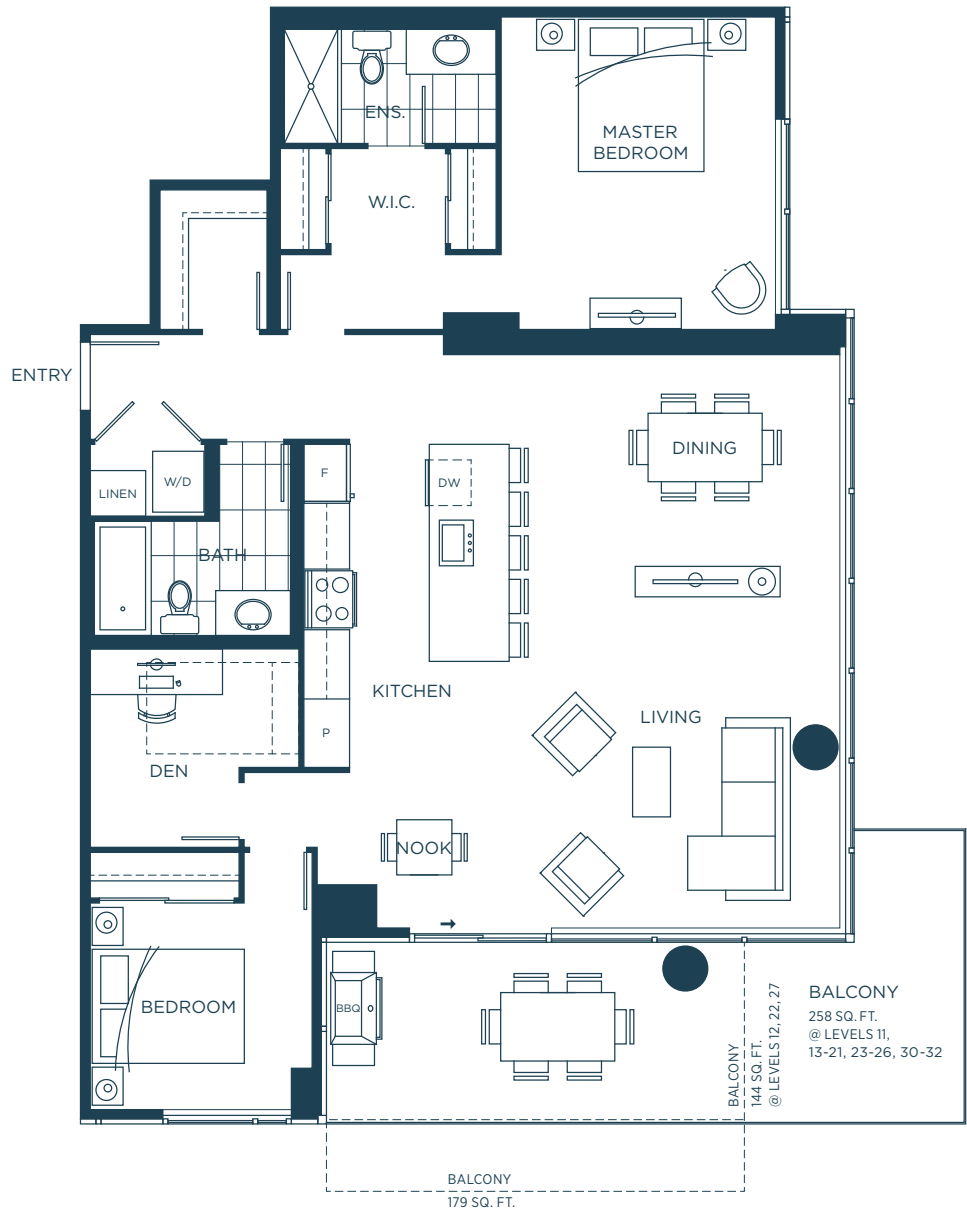 ENS.
MASTER
BEDROOM
W.I.C.
ENTRY
DINING
F
DW
W/D
LINEN
BATH
KITCHEN
LIVING
P
DEN
NOOK
BEDROOM
BBQ
BALCONY
144 SQ. FT.
@ LEVELS 12, 22, 27
BALCONY
258 SQ. FT.
@ LEVELS 11,
13-21, 23-26, 30-32
BALCONY
179 SQ. FT.